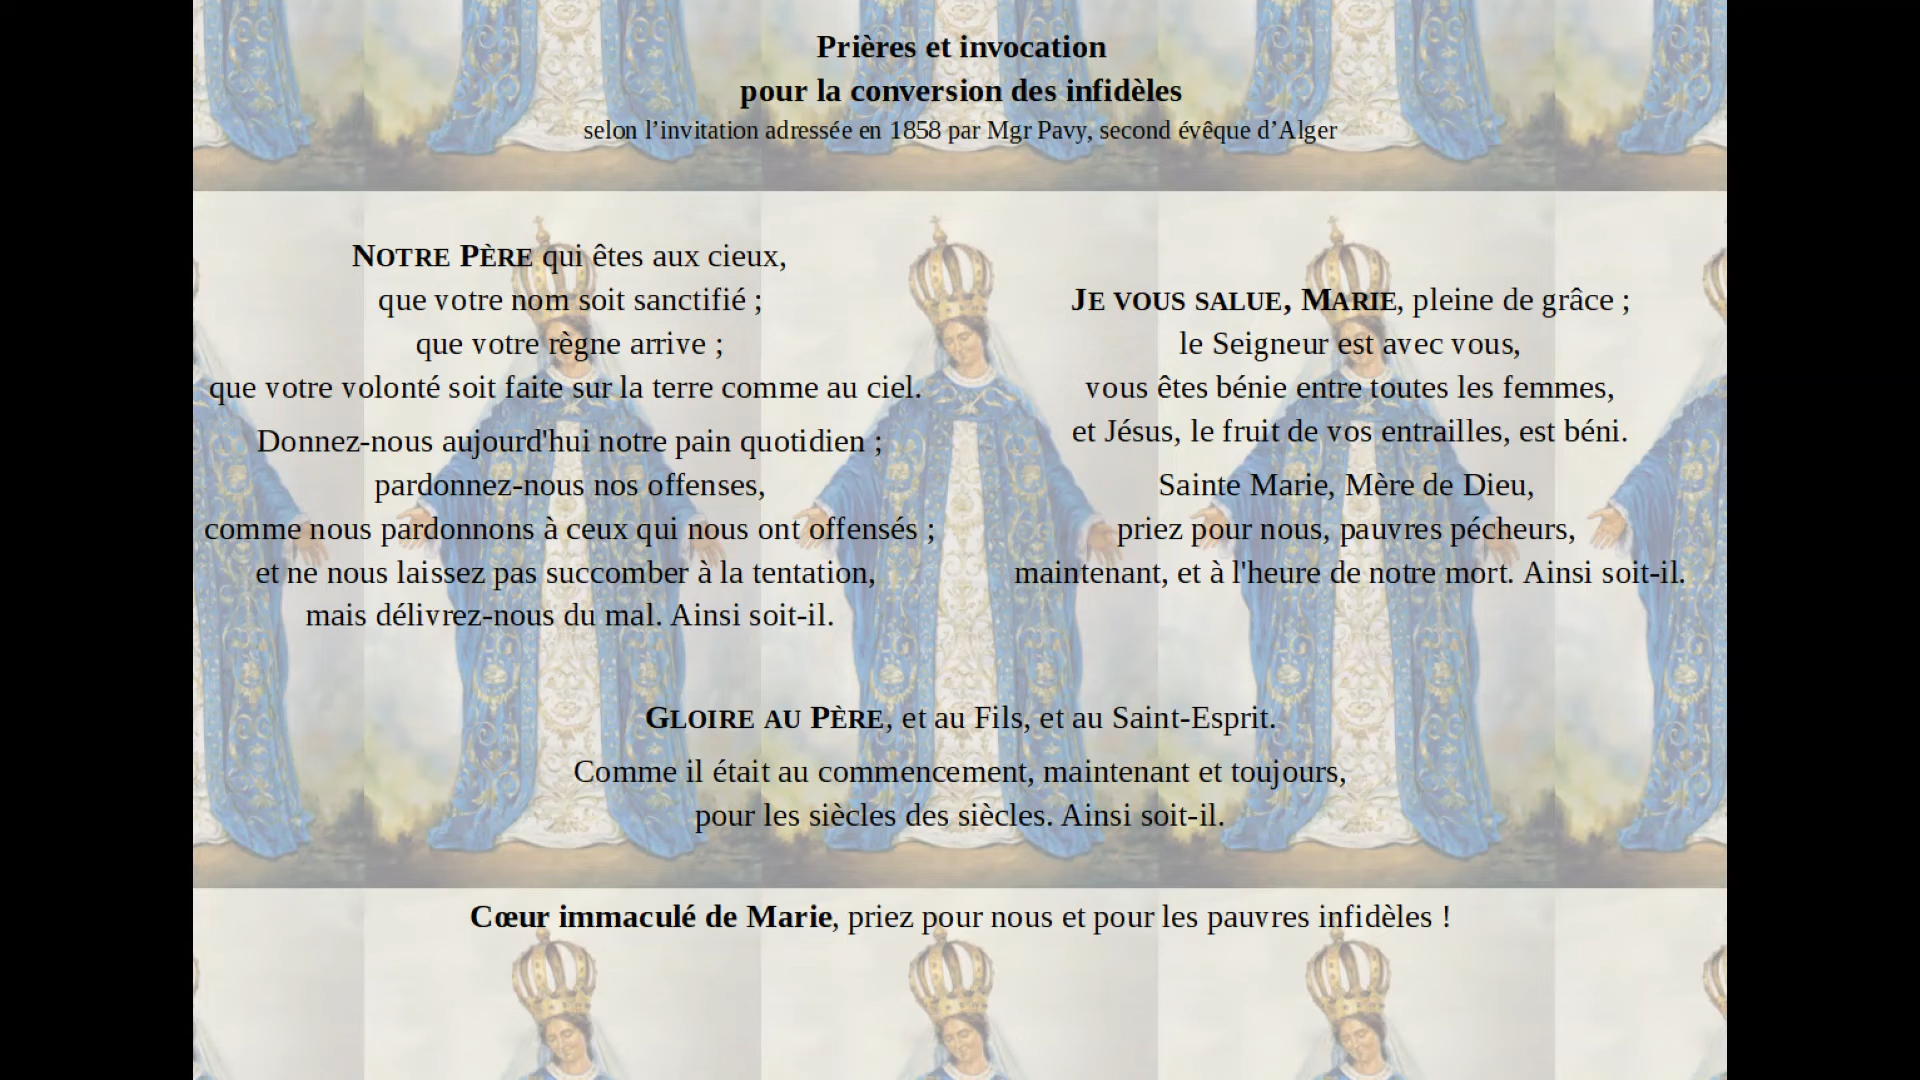 Prières et invocation
pour la conversion des infidèles
selon l’invitation adressée en 1858 par Mgr Pavy, second évêque d’Alger
NOTRE PÈRE qui êtes aux cieux,
que votre nom soit sanctifié ;
que votre règne arrive ;
que votre volonté soit faite sur la terre comme au ciel.
Donnez-nous aujourd'hui notre pain quotidien ;
pardonnez-nous nos offenses,
comme nous pardonnons à ceux qui nous ont offensés ;
et ne nous laissez pas succomber à la tentation,
mais délivrez-nous du mal. Ainsi soit-il.
JE VOUS SALUE, MARIE, pleine de grâce ;
le Seigneur est avec vous,
vous êtes bénie entre toutes les femmes,
et Jésus, le fruit de vos entrailles, est béni.
Sainte Marie, Mère de Dieu,
priez pour nous, pauvres pécheurs,
maintenant, et à l'heure de notre mort. Ainsi soit-il.
GLOIRE AU PÈRE, et au Fils, et au Saint-Esprit.
Comme il était au commencement, maintenant et toujours,
pour les siècles des siècles. Ainsi soit-il.
Cœur immaculé de Marie, priez pour nous et pour les pauvres infidèles !